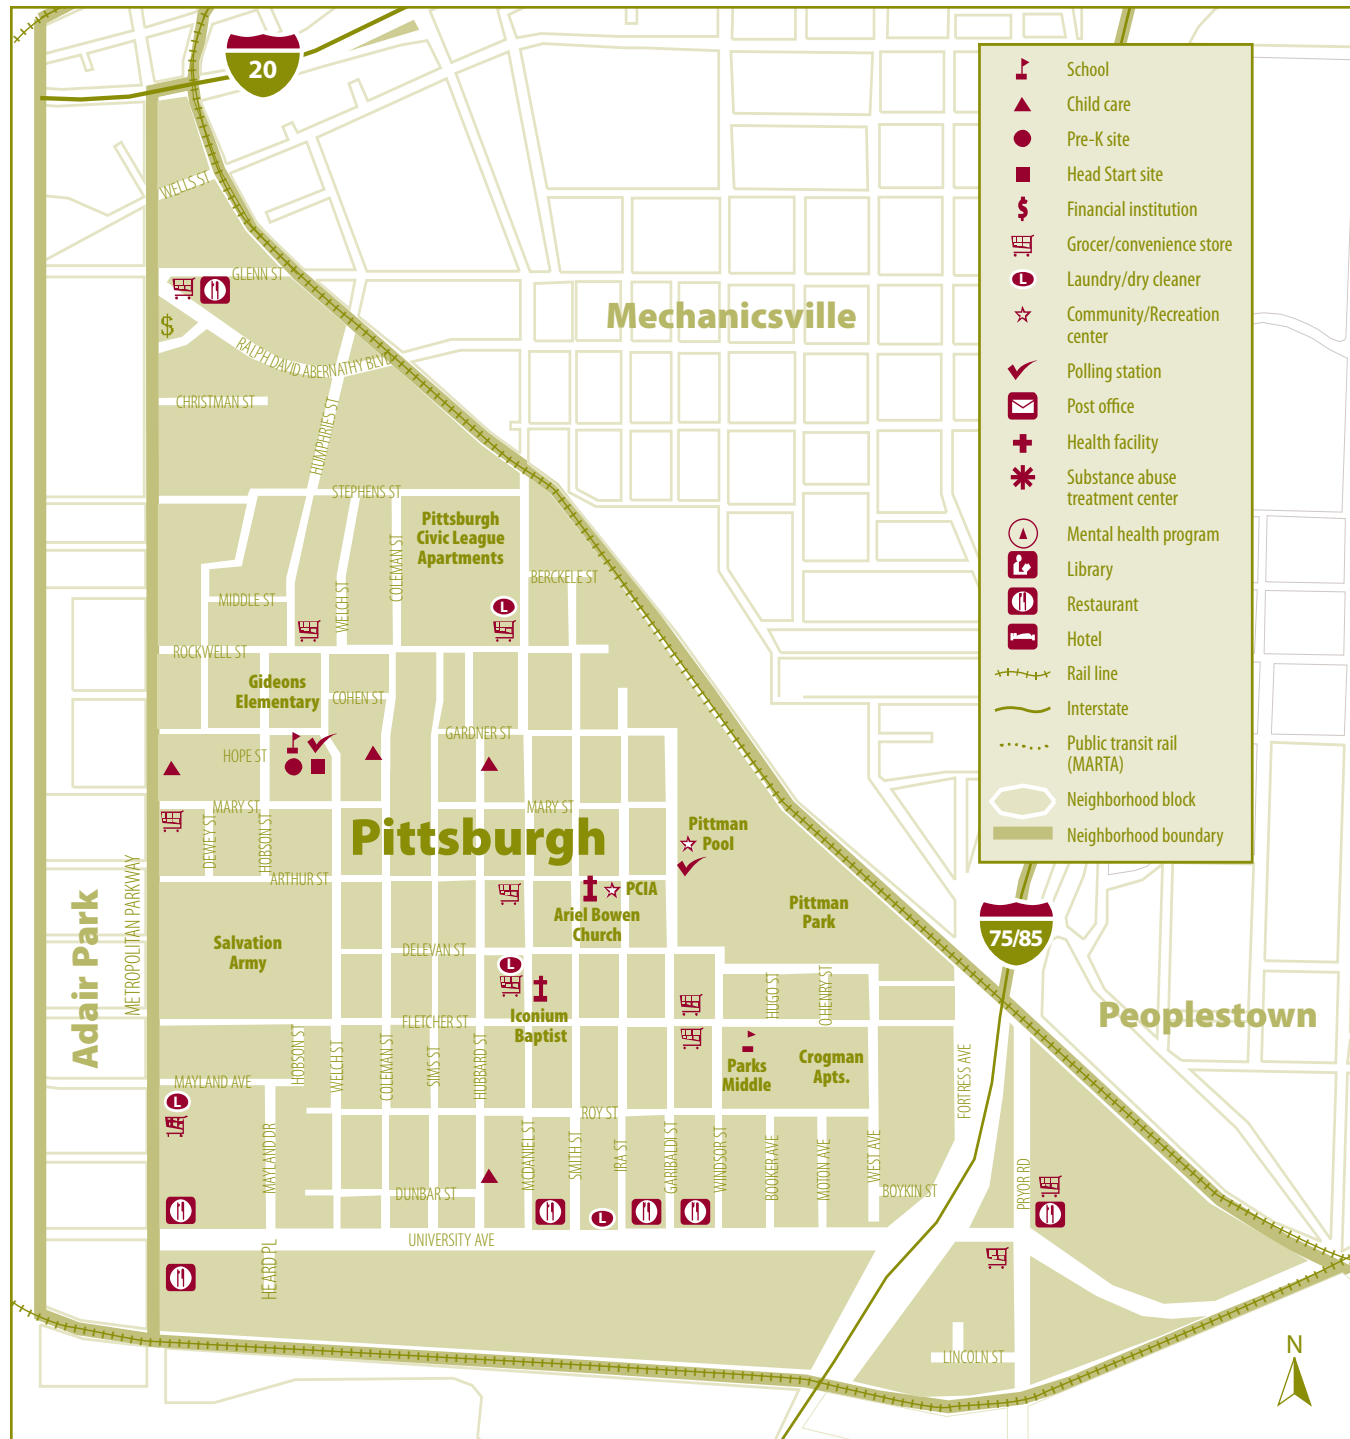 20
WELLS ST
GLENN ST
$
RALPH DAVID ABERNATHY BLVD
CHRISTMAN ST
HUMPHRIES ST
STEPHENS ST
Mechanicsville
Pittsburgh
Civic League
Apartments
COLEMAN ST
WELCH ST
BERCKELE ST
MIDDLE ST
L
ROCKWELL ST
Gideons
Elementary
COHEN ST
GARDNER ST
HOPE ST
MARY ST
MARY ST
DEWEY ST
HOBSON ST
Pittsburgh
Pittman
Pool
ARTHUR ST
PCIA
Ariel Bowen
Church
Pittman
Park
METROPOLITAN PARKWAY
Adair Park
Salvation
Army
DELEVAN ST
L
Iconium
Baptist
FLETCHER ST
HUGO ST
O'HENRY ST
75/85
Peoplestown
HOBSON ST
WELCH ST
COLEMAN ST
SIMS ST
HUBBARD ST
Parks
Middle
Crogman
Apts.
FORTRESS AVE
MAYLAND AVE
L
ROY ST
MAYLAND DR
MCDANIEL ST
SMITH ST
IRA ST
GARIBALDI ST
WINDSOR ST
BOOKER AVE
MOTON AVE
WEST AVE
BOYKIN ST
PRYOR RD
DUNBAR ST
L
UNIVERSITY AVE
HEARD PL
LINCOLN ST
N
School
Child care
Pre-K site
Head Start site
$ Financial institution
Grocer/convenience store
L Laundry/dry cleaner
Community/Recreation
center
Polling station
Post office
Health facility
Substance abuse
treatment center
Mental health program
Library
Restaurant
Hotel
Rail line
Interstate
Public transit rail
(MARTA)
Neighborhood block
Neighborhood boundary